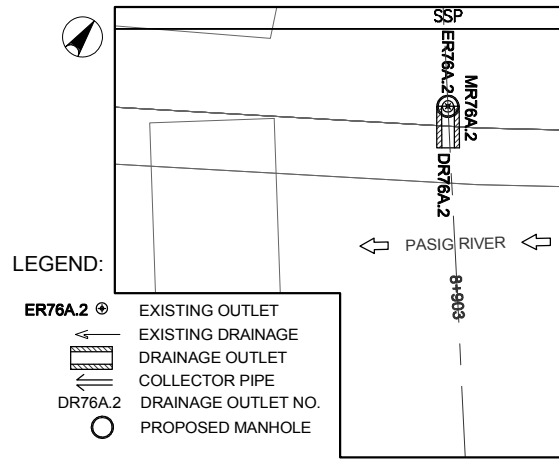 SSP
ER76A.2
MR76A.2
DR76A.2
PASIG RIVER
8+903
LEGEND:
ER76A.2 EXISTING OUTLET
EXISTING DRAINAGE
DRAINAGE OUTLET
COLLECTOR PIPE
DR76A.2 DRAINAGE OUTLET NO.
PROPOSED MANHOLE